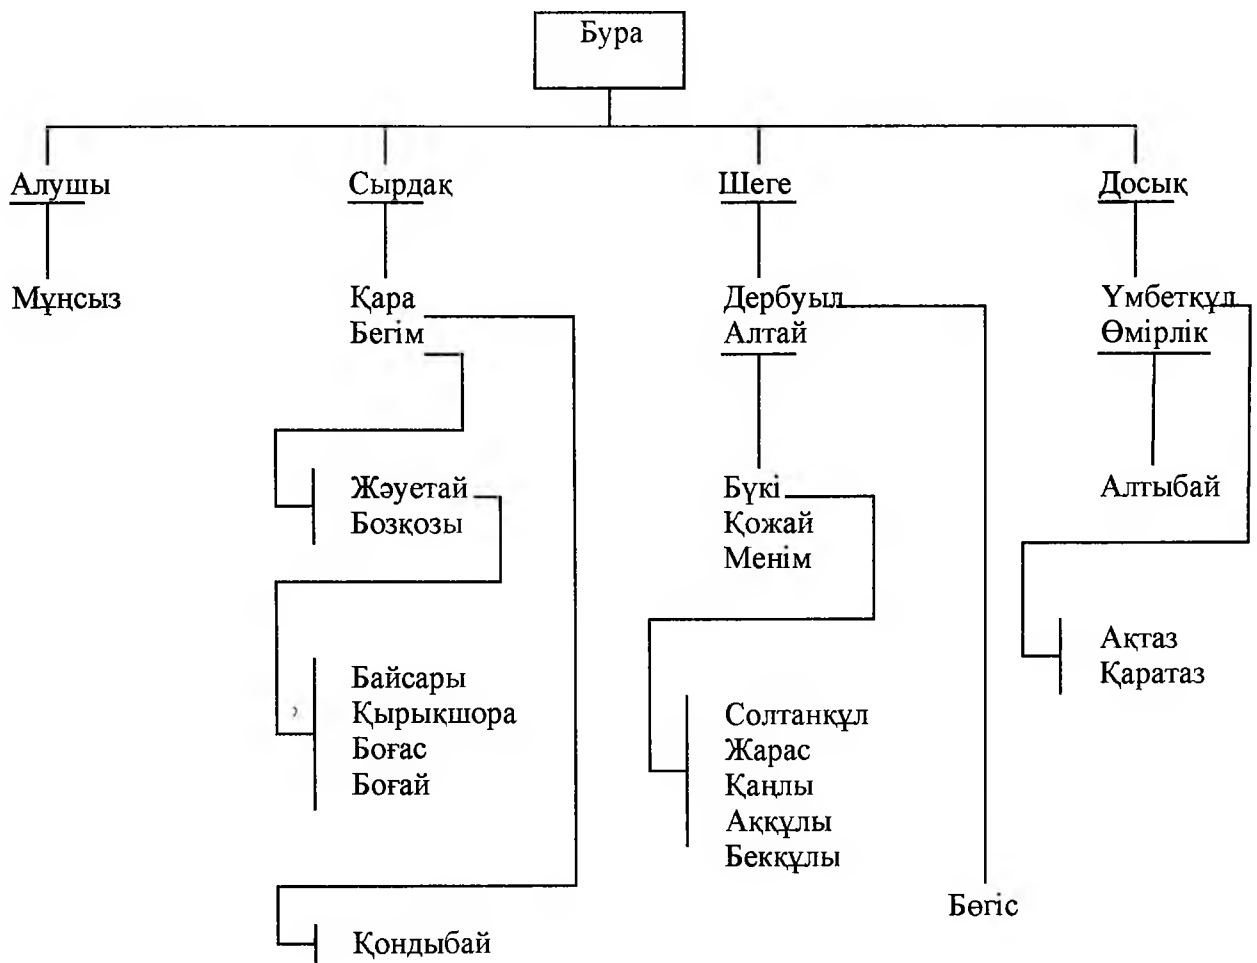 Бура
Алушы
Сырдақ
Шеге
Досық
Мұңсыз
Қара
Бегім
Дербуыл
Алтай
Үмбетқұл
Өмірлік
Жәуетай
Бозқозы
Бүкі
Қожай
Менім
Алтыбай
Байсары
Қырықшора
Боғас
Боғай
Солтанқұл
Жарас
Қаңлы
Аққұлы
Бекқұлы
Ақтаз
Қаратаз
Бөгіс
Қондыбай